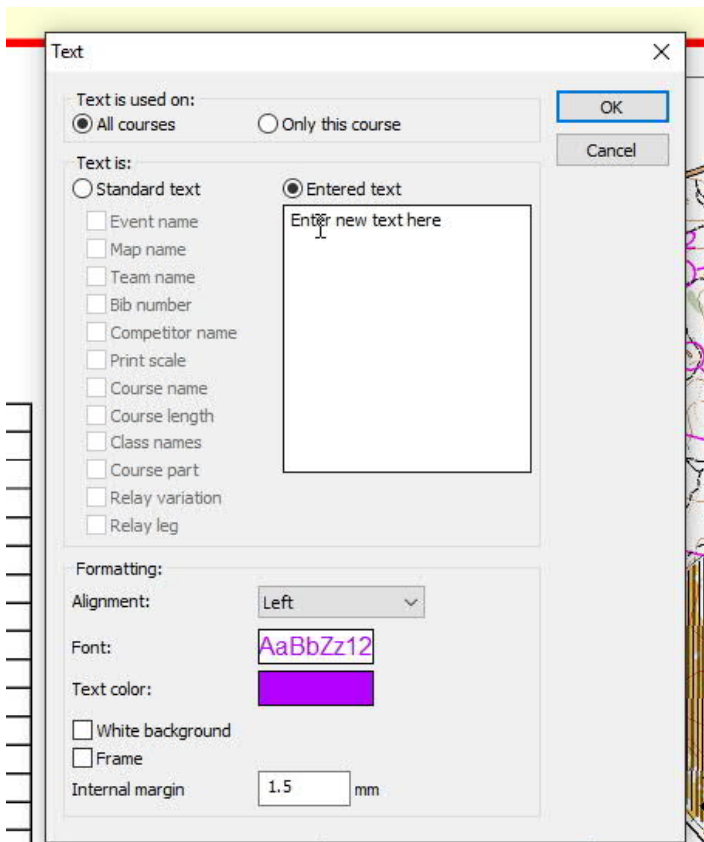 Text
Text is used on:
All courses Only this course
OK
Cancel
Text is:
Standard text Entered text
Event name
Map name
Team name
Bib number
Competitor name
Print scale
Course name
Course length
Class names
Course part
Relay variation
Relay leg
Enter new text here
Formatting:
Alignment: Left
Font: AaBbZz12
Text color:
White background
Frame
Internal margin 1.5 mm